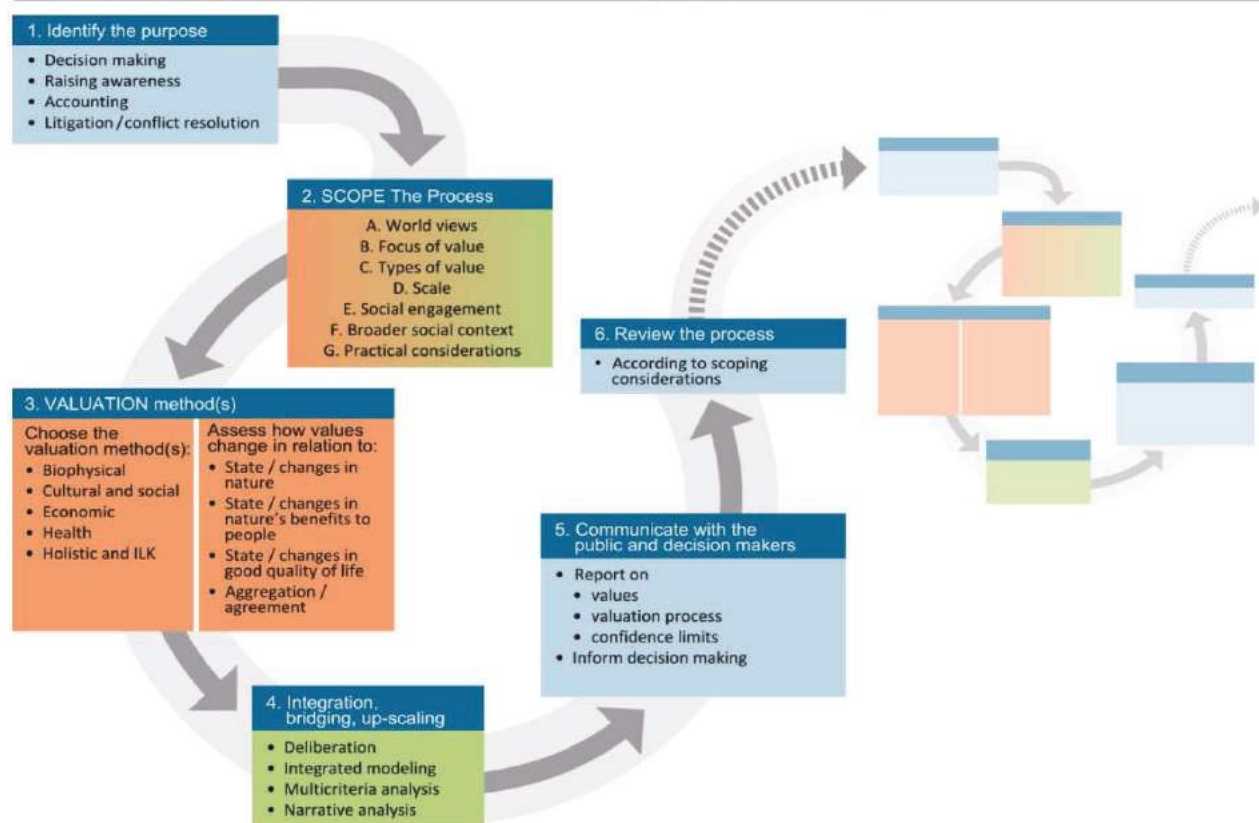 1. Identify the purpose
• Decision making
• Raising awareness
• Accounting
• Litigation / conflict resolution
2. SCOPE The Process
A. World views
B. Focus of value
C. Types of value
D. Scale
E. Social engagement
F. Broader social context
G. Practical considerations
3. VALUATION method(s)
Choose the
valuation method(s):
• Biophysical
• Cultural and social
• Economic
• Health
• Holistic and ILK
Assess how values
change in relation to:
• State / changes in
nature
• State / changes in
nature's benefits to
people
• State / changes in
good quality of life
• Aggregation /
agreement
4. Integration,
bridging, up-scaling
• Deliberation
• Integrated modeling
• Multicriteria analysis
• Narrative analysis
5. Communicate with the
public and decision makers
• Report on
• values
• valuation process
• confidence limits
• Inform decision making
6. Review the process
• According to scoping
considerations